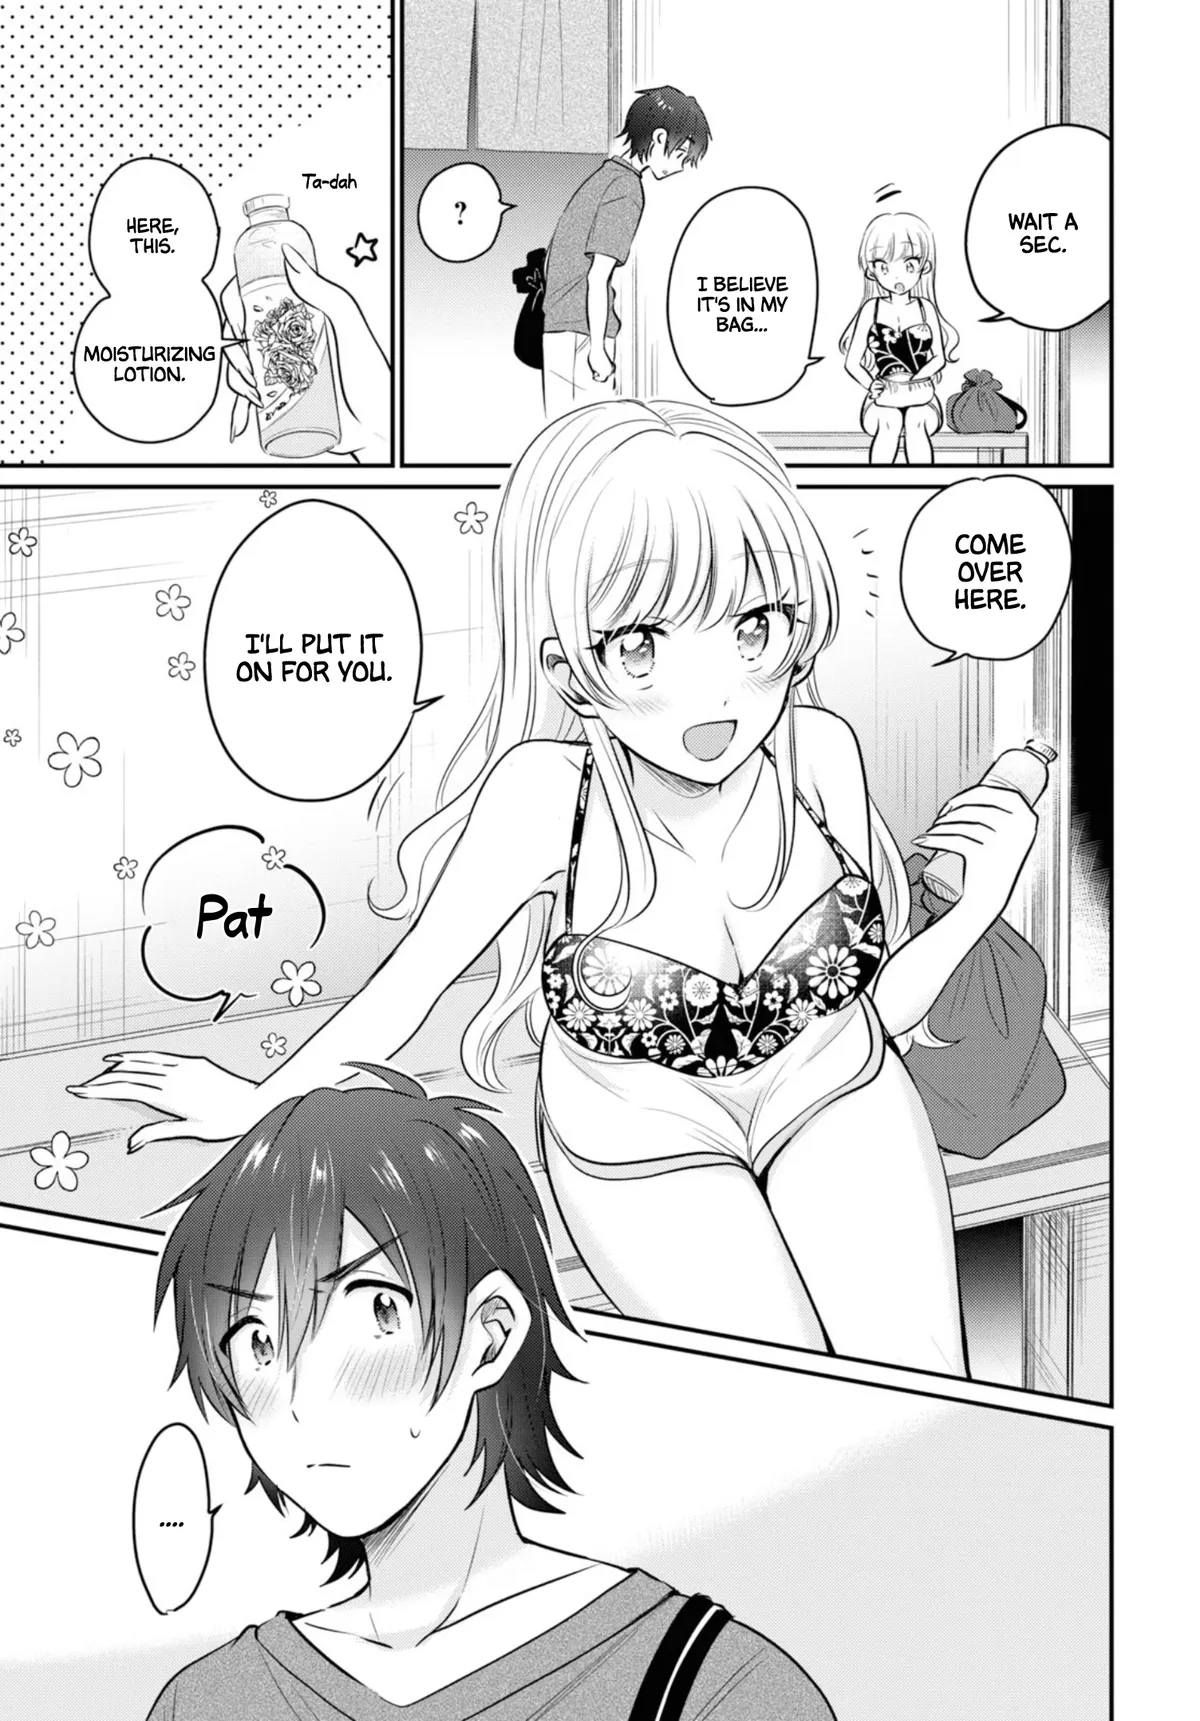 WAIT A
SEC.
I BELIEVE
IT'S IN MY
BAG...
?
Ta-dah
HERE,
THIS.
MOISTURIZING
LOTION.
COME
OVER
HERE.
I'LL PUT IT
ON FOR YOU.
Pat
....